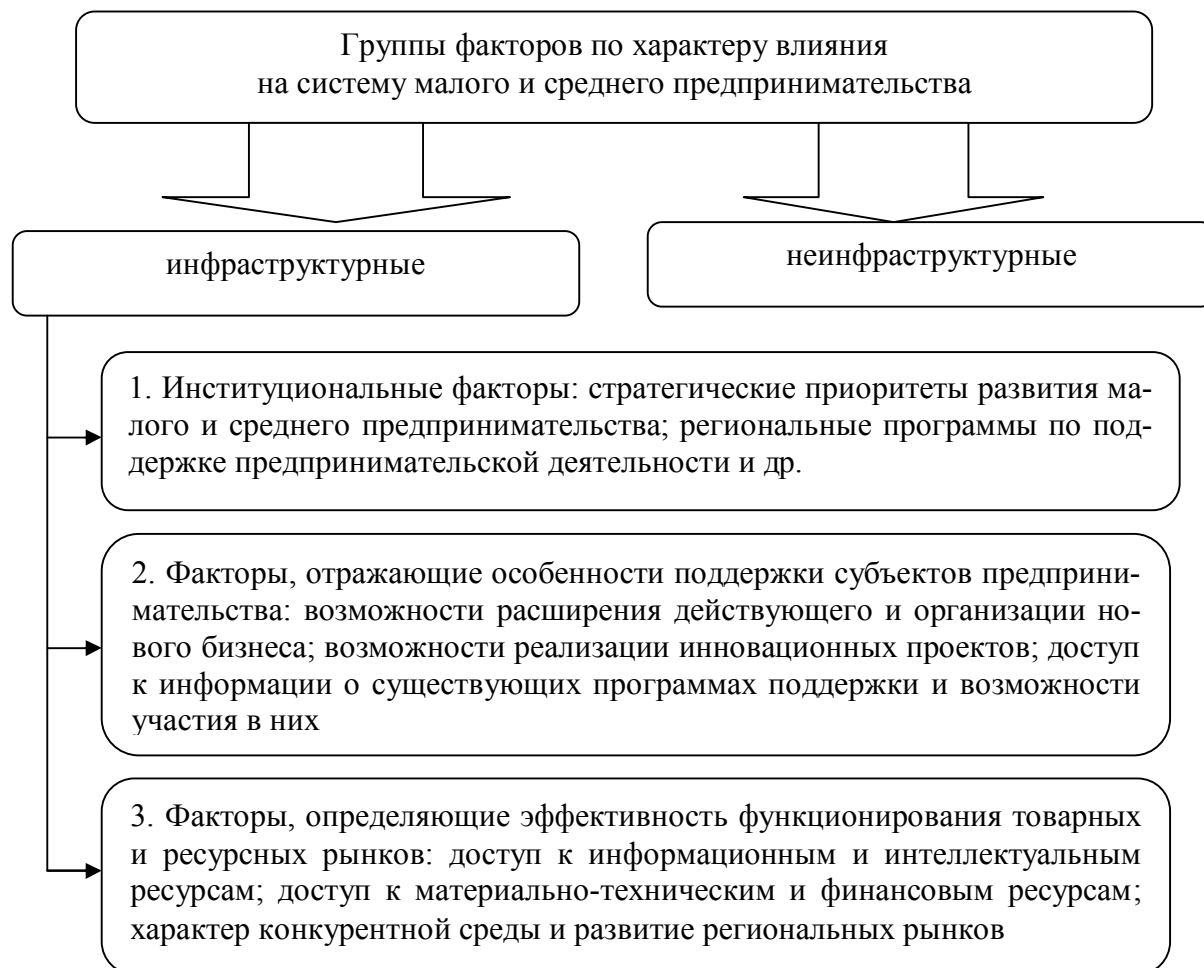 Группы факторов по характеру влияния
на систему малого и среднего предпринимательства
инфраструктурные
неинфраструктурные
1. Институциональные факторы: стратегические приоритеты развития ма-
лого и среднего предпринимательства; региональные программы по под-
держке предпринимательской деятельности и др.
2. Факторы, отражающие особенности поддержки субъектов предприни-
мательства: возможности расширения действующего и организации но-
вого бизнеса; возможности реализации инновационных проектов; доступ
к информации о существующих программах поддержки и возможности
участия в них
3. Факторы, определяющие эффективность функционирования товарных
и ресурсных рынков: доступ к информационным и интеллектуальным
ресурсам; доступ к материально-техническим и финансовым ресурсам;
характер конкурентной среды и развитие региональных рынков